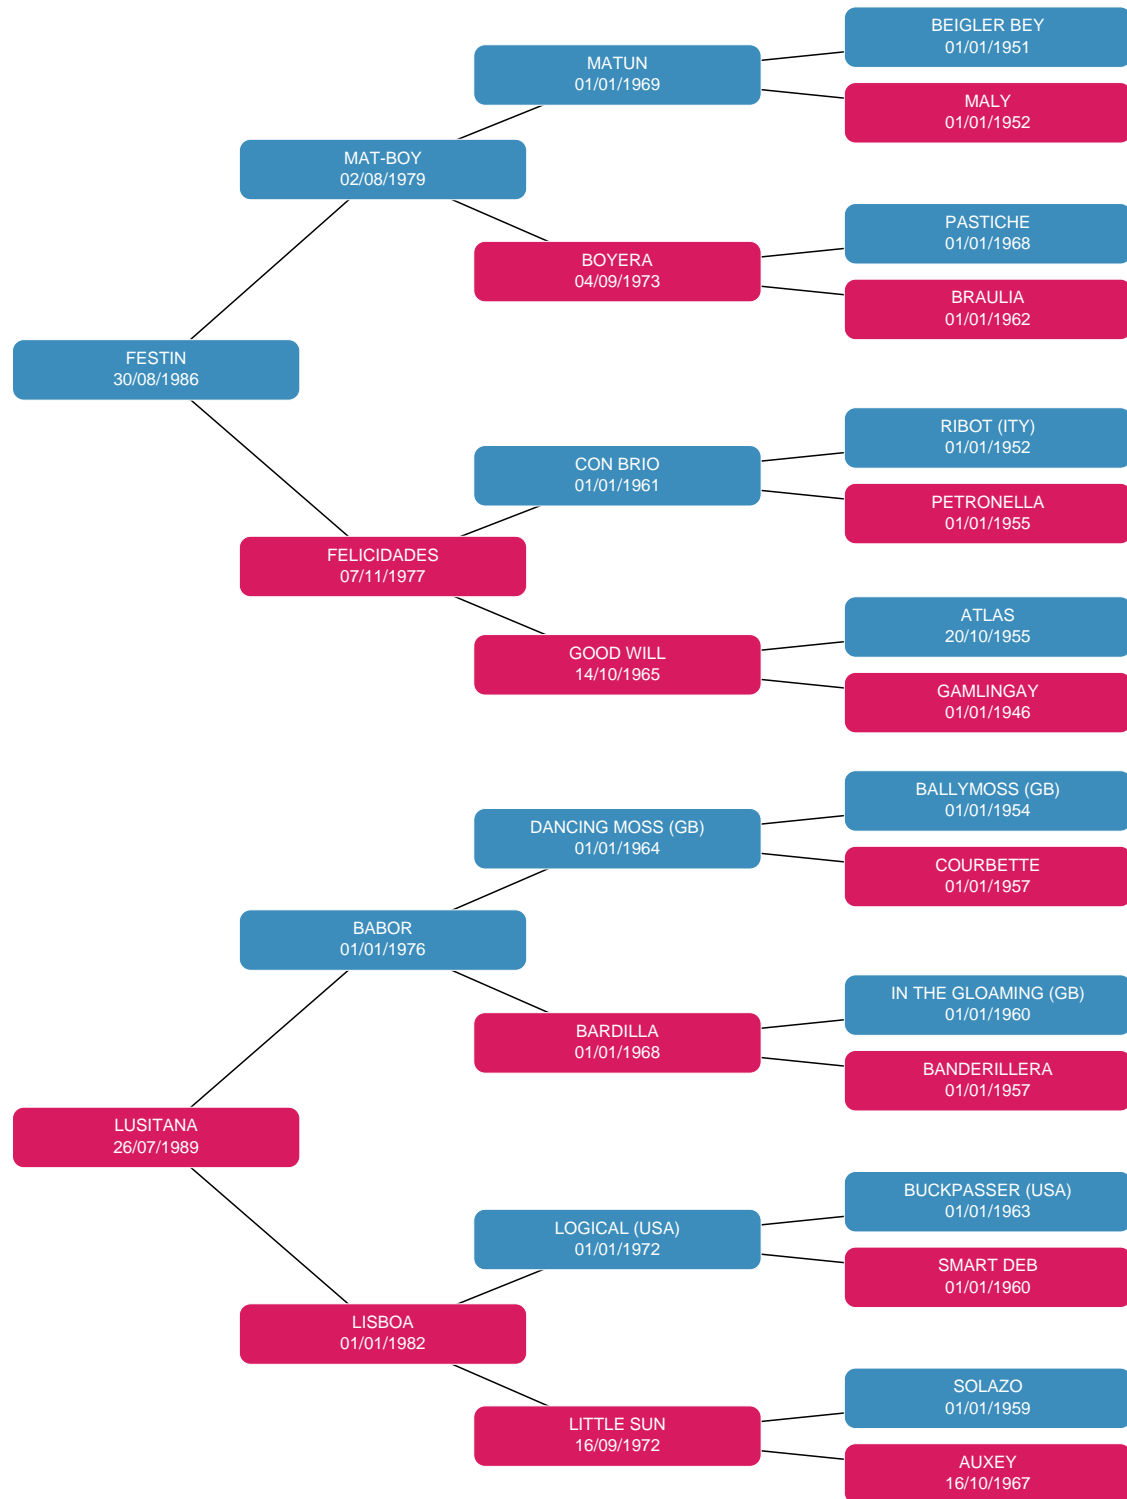 BEIGLER BEY
01/01/1951
MATUN
01/01/1969
MALY
01/01/1952
MAT-BOY
02/08/1979
PASTICHE
01/01/1968
BOYERA
04/09/1973
BRAULIA
01/01/1962
FESTIN
30/08/1986
RIBOT (ITY)
01/01/1952
CON BRIO
01/01/1961
PETRONELLA
01/01/1955
FELICIDADES
07/11/1977
ATLAS
20/10/1955
GOOD WILL
14/10/1965
GAMLINGAY
01/01/1946
BALLYMOSS (GB)
01/01/1954
DANCING MOSS (GB)
01/01/1964
COURBETTE
01/01/1957
BABOR
01/01/1976
IN THE GLOAMING (GB)
01/01/1960
BARDILLA
01/01/1968
BANDERILLERA
01/01/1957
LUSITANA
26/07/1989
BUCKPASSER (USA)
01/01/1963
LOGICAL (USA)
01/01/1972
SMART DEB
01/01/1960
LISBOA
01/01/1982
SOLAZO
01/01/1959
LITTLE SUN
16/09/1972
AUXEY
16/10/1967